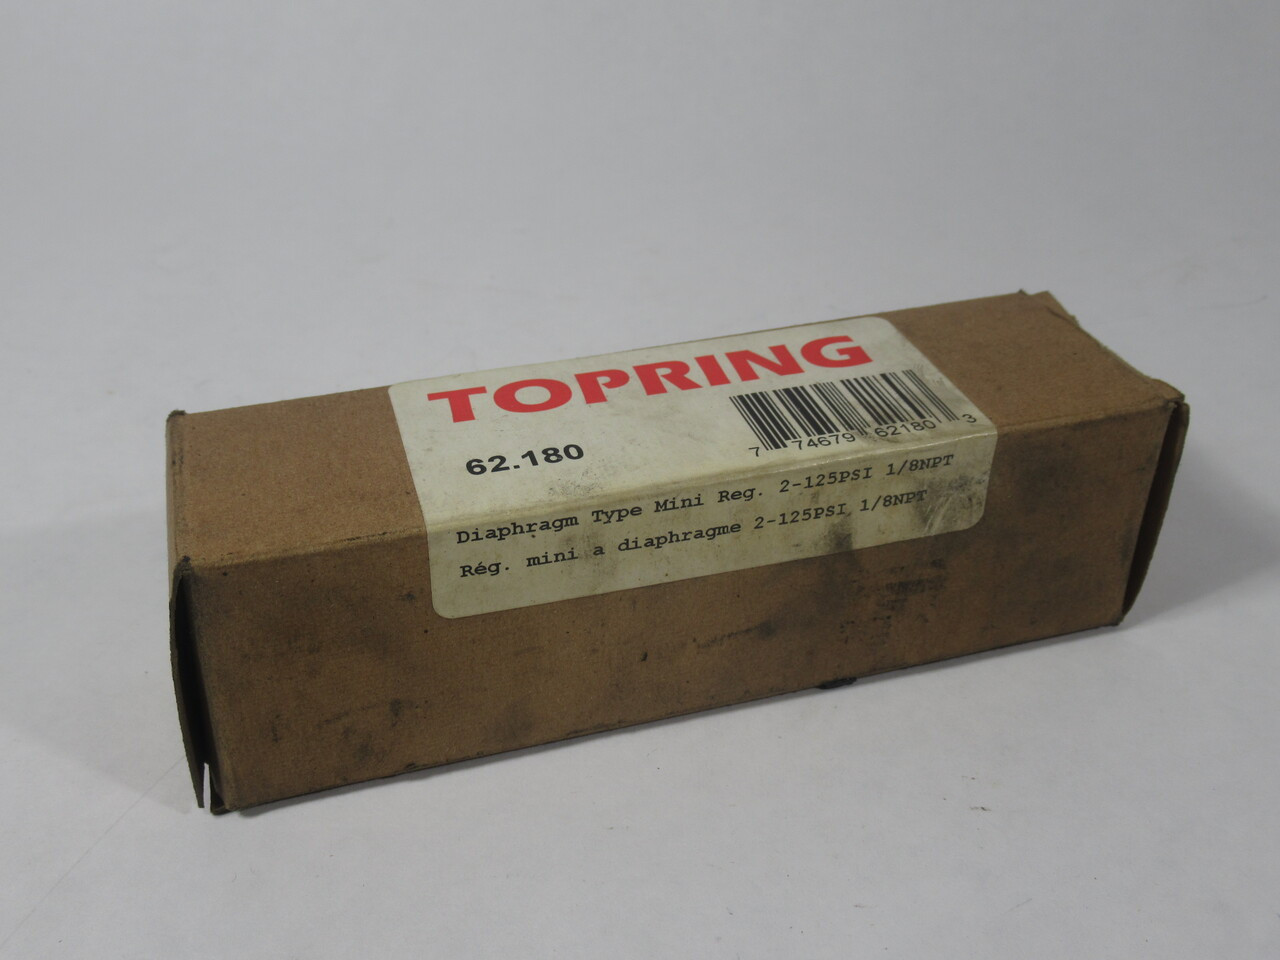 TOPRING
62.180
7 74679 62180 3
Diaphragm Type Mini Reg. 2-125PSI 1/8NPT
Rég. mini a diaphragme 2-125PSI 1/8NPT